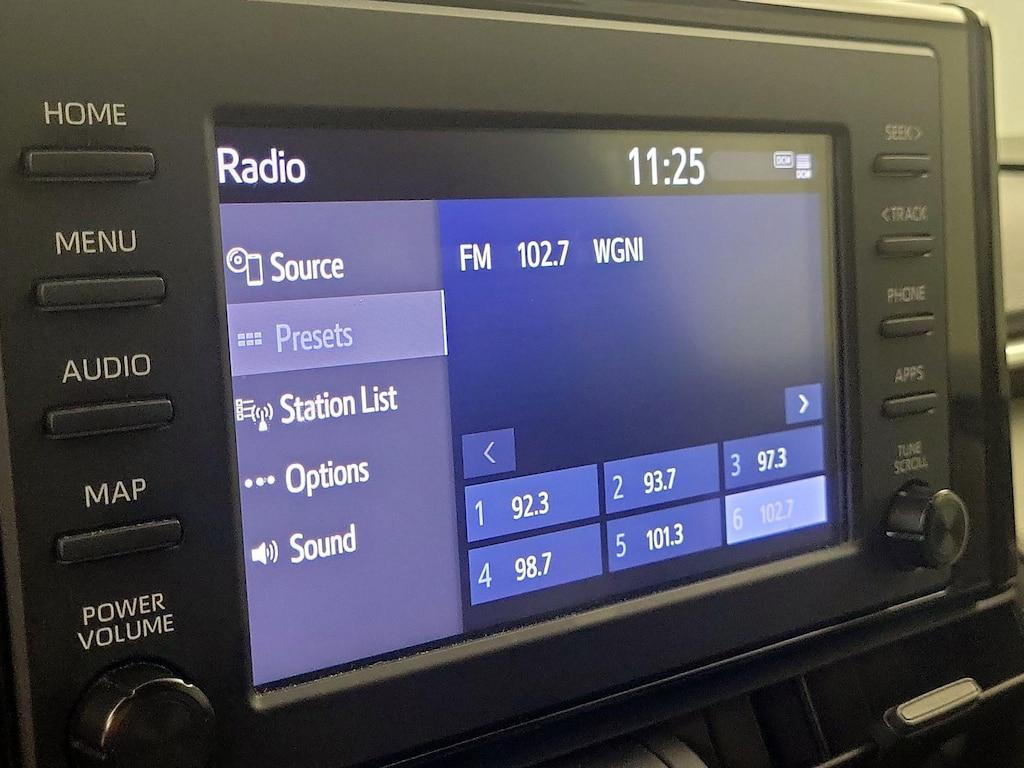 HOME
MENU
AUDIO
MAP
POWER
VOLUME
Radio 11:25 DCM DCM
Source
Presets
Station List
Options
Sound
FM 102.7 WGNI
<
>
1 92.3
2 93.7
3 97.3
4 98.7
5 101.3
6 102.7
SEEK >
< TRACK
PHONE
APPS
TUNE
SCROLL